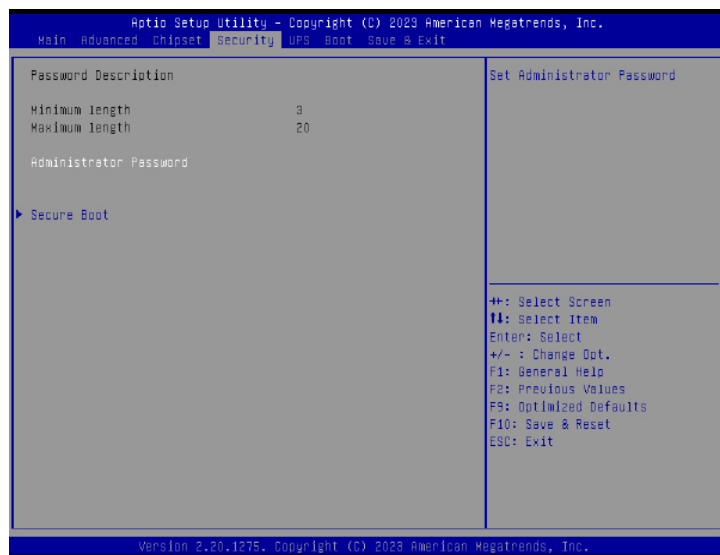 Aptio Setup Utility – Copyright (C) 2023 American Megatrends, Inc.
Main Advanced Chipset Security UPS Boot Save & Exit
Password Description
Minimum length 3
Maximum length 20
Administrator Password
Secure Boot
Set Administrator Password
→←: Select Screen
↑↓: Select Item
Enter: Select
+/- : Change Opt.
F1: General Help
F2: Previous Values
F9: Optimized Defaults
F10: Save & Reset
ESC: Exit
Version 2.20.1275. Copyright (C) 2023 American Megatrends, Inc.